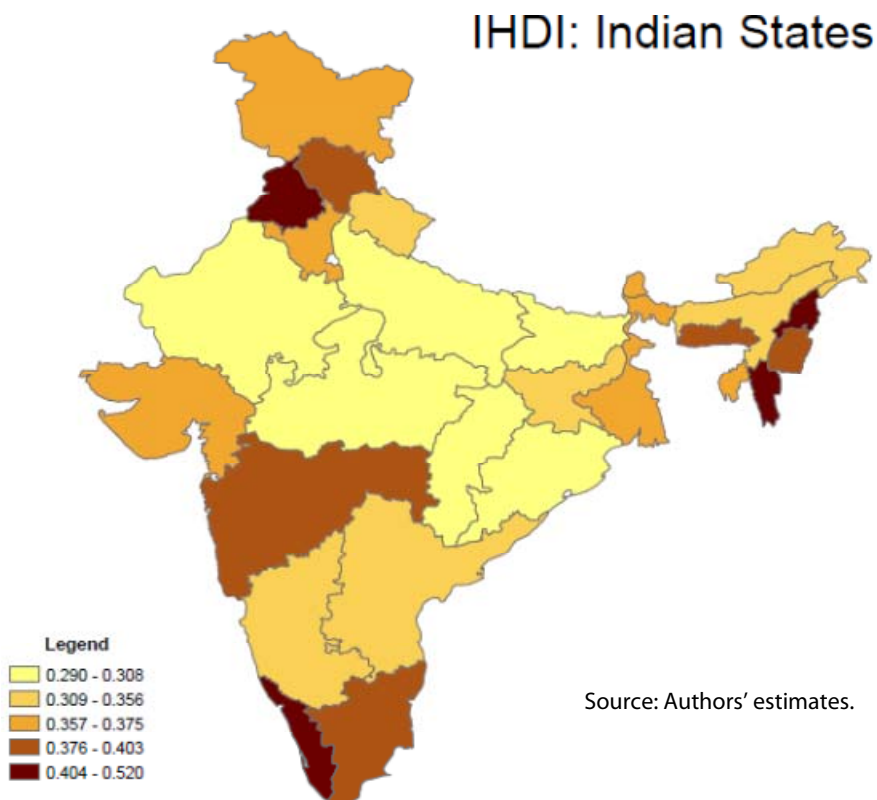 IHDI: Indian States
Legend
0.290 - 0.308
0.309 - 0.356
0.357 - 0.375
0.376 - 0.403
0.404 - 0.520
Source: Authors’ estimates.